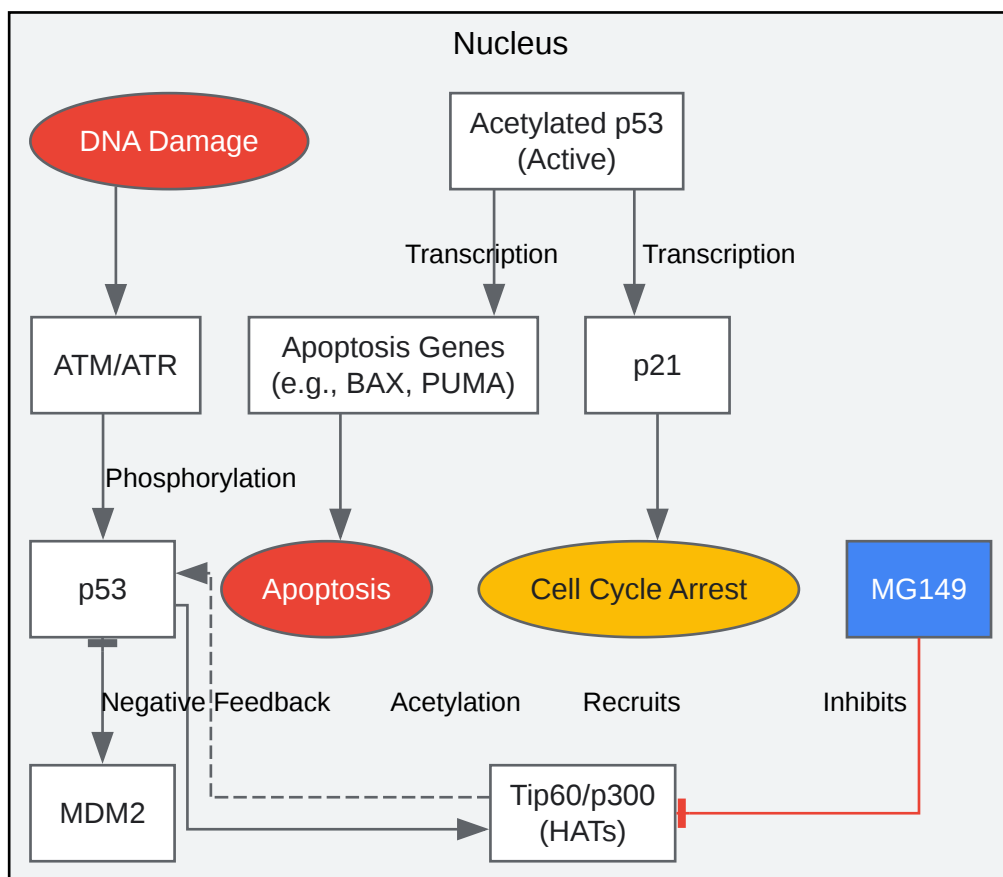 Nucleus
DNA Damage
Acetylated p53
(Active)
Transcription
Transcription
ATM/ATR
Apoptosis Genes
(e.g., BAX, PUMA)
p21
Phosphorylation
p53
Apoptosis
Cell Cycle Arrest
MG149
Negative Feedback
Acetylation
Recruits
Inhibits
MDM2
Tip60/p300
(HATs)